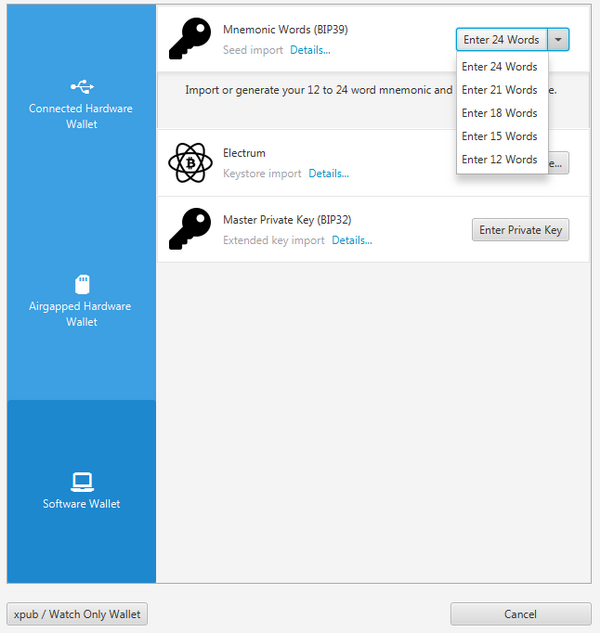 Connected Hardware
Wallet
Airgapped Hardware
Wallet
Software Wallet
Mnemonic Words (BIP39)
Seed import Details...
Enter 24 Words
Enter 24 Words
Enter 21 Words
Enter 18 Words
Enter 15 Words
Enter 12 Words
Import or generate your 12 to 24 word mnemonic and e.
Electrum
Keystore import Details...
e...
Master Private Key (BIP32)
Extended key import Details...
Enter Private Key
xpub / Watch Only Wallet
Cancel